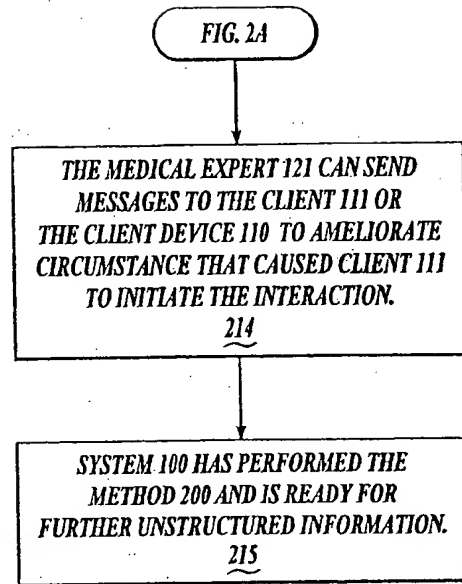 FIG. 2A
THE MEDICAL EXPERT 121 CAN SEND
MESSAGES TO THE CLIENT 111 OR
THE CLIENT DEVICE 110 TO AMELIORATE
CIRCUMSTANCE THAT CAUSED CLIENT 111
TO INITIATE THE INTERACTION.
214
SYSTEM 100 HAS PERFORMED THE
METHOD 200 AND IS READY FOR
FURTHER UNSTRUCTURED INFORMATION.
215